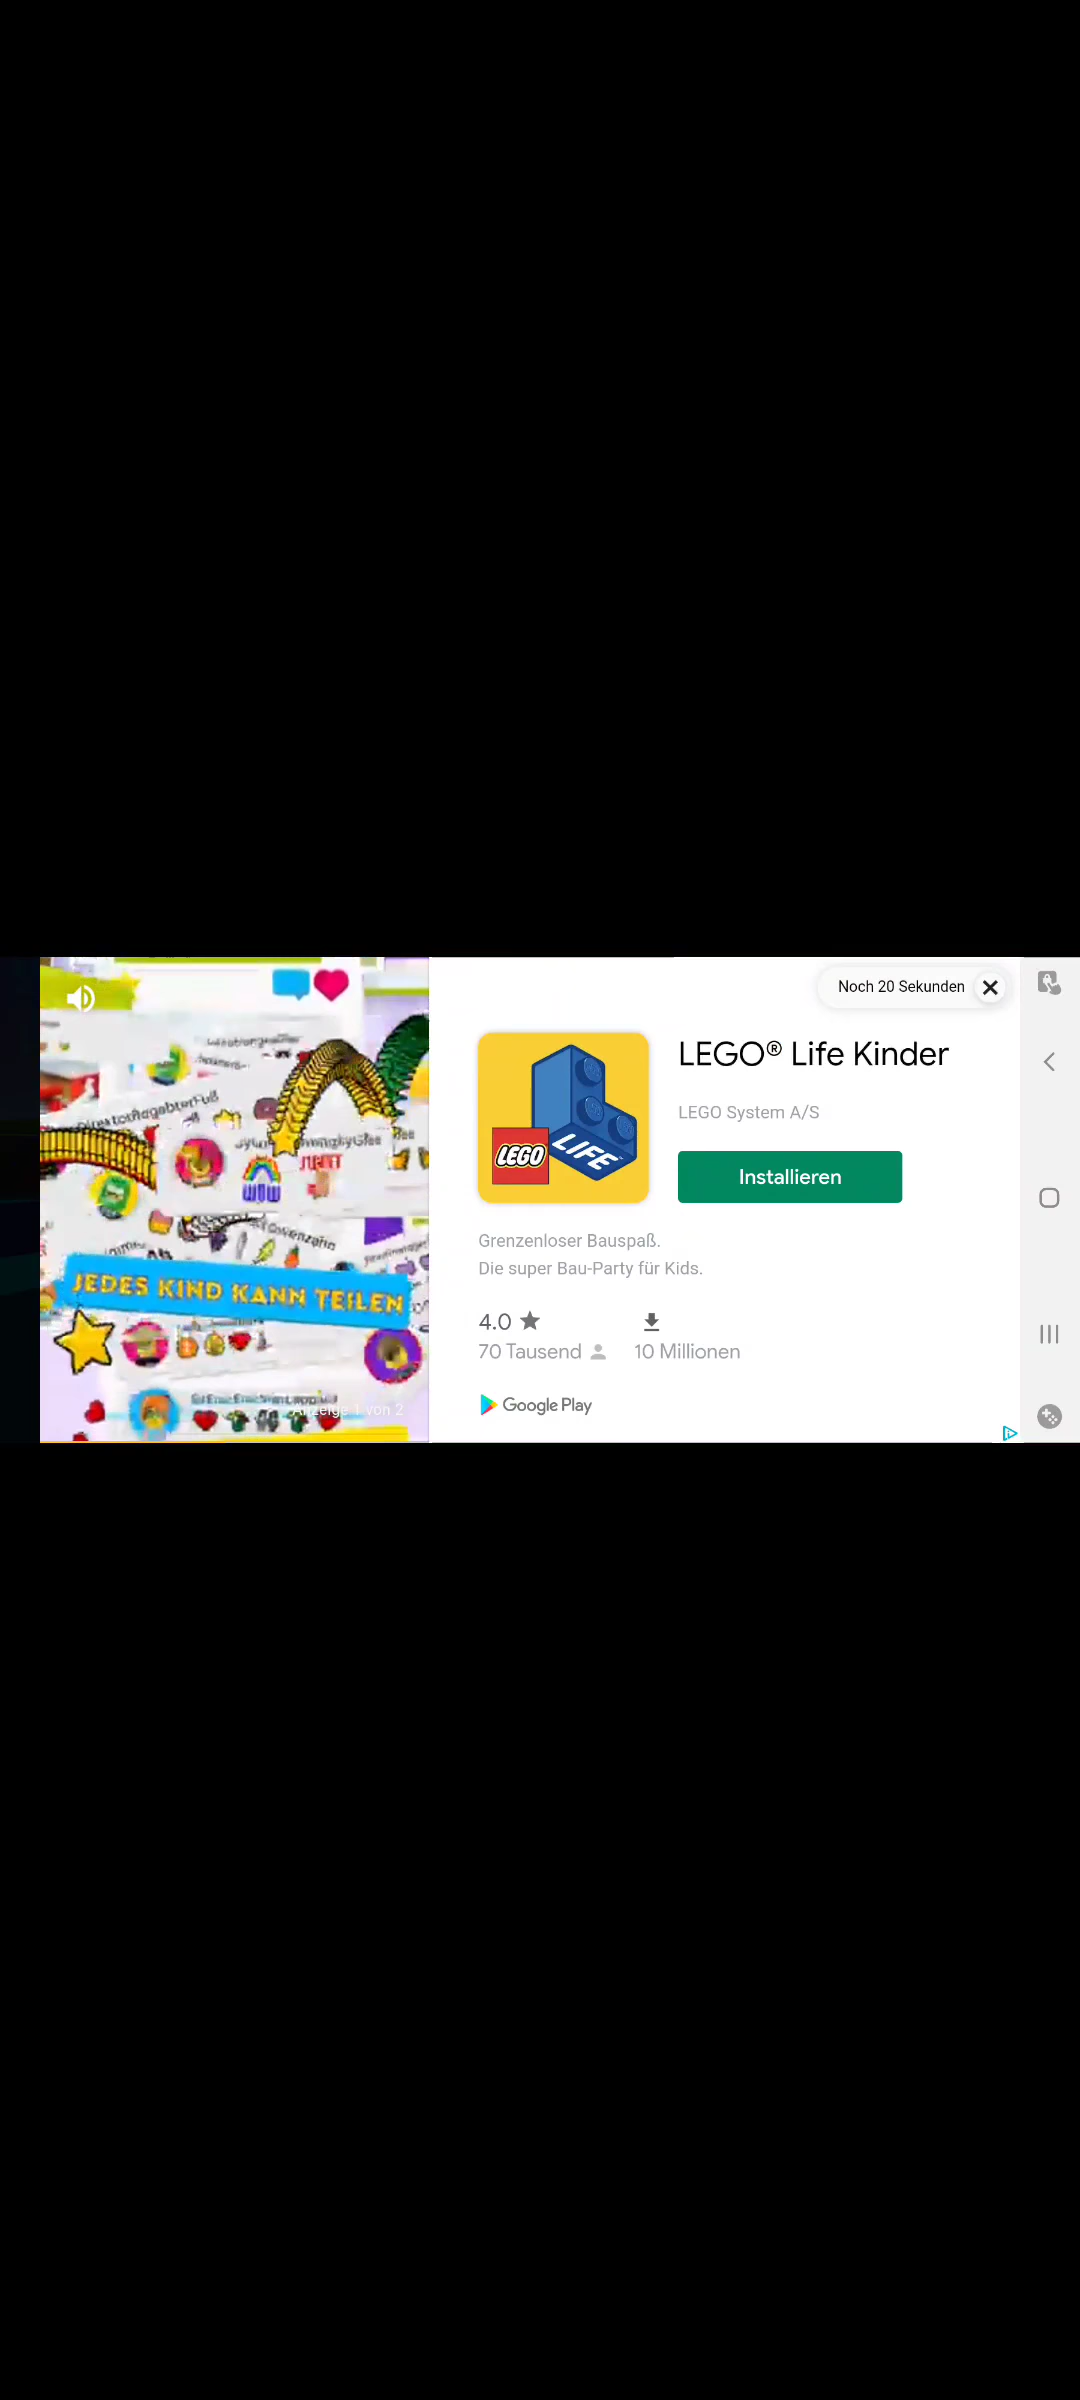 Noch 20 Sekunden
LEGO® Life Kinder
LEGO System A/S
LEGO
LIFE
Installieren
Grenzenloser Bauspaß.
Die super Bau-Party für Kids.
4.0
70 Tausend
10 Millionen
Google Play
WOW
JEDES KIND KANN TEILEN
Anzeige 1 von 2